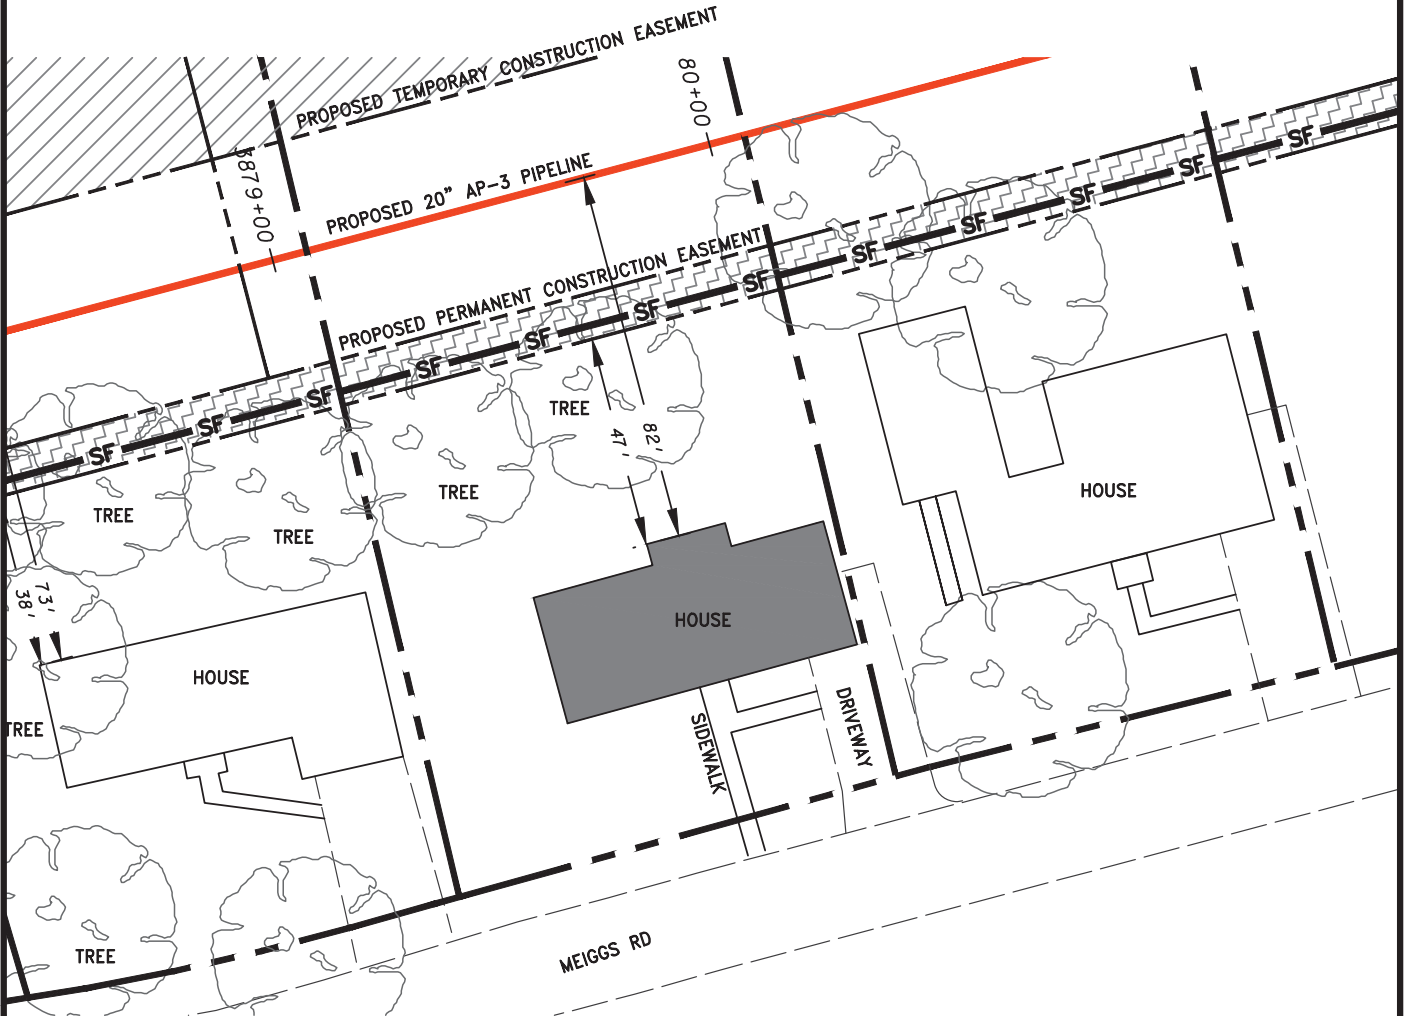 PROPOSED TEMPORARY CONSTRUCTION EASEMENT
80+00
3879+00
PROPOSED 20" AP-3 PIPELINE
PROPOSED PERMANENT CONSTRUCTION EASEMENT
SF
SF
SF
SF
SF
SF
SF
SF
SF
SF
SF
SF
TREE
TREE
TREE
TREE
47'
82'
HOUSE
73'
38'
HOUSE
HOUSE
TREE
SIDEWALK
DRIVEWAY
TREE
MEIGGS RD